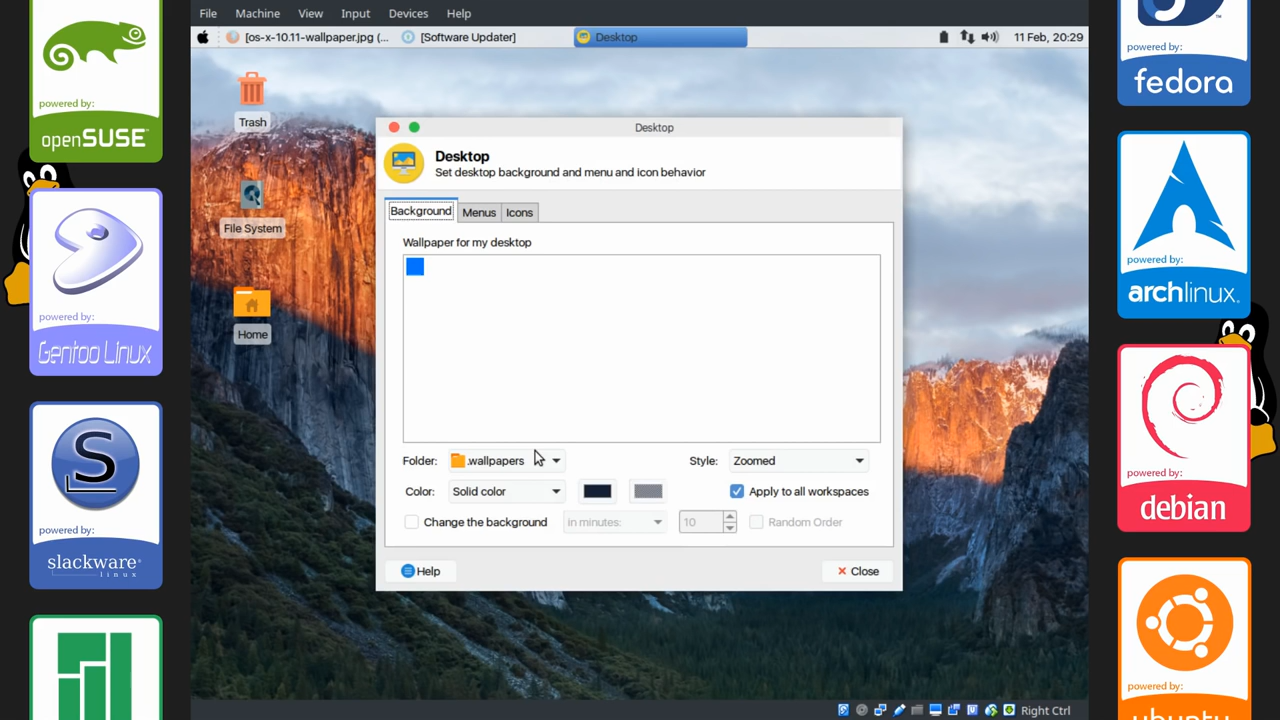 File Machine View Input Devices Help
[os-x-10.11-wallpaper.jpg (... [Software Updater] Desktop 11 Feb, 20:29
Trash
File System
Home
Desktop
Desktop
Set desktop background and menu and icon behavior
Background Menus Icons
Wallpaper for my desktop
Folder: .wallpapers Style: Zoomed
Color: Solid color Apply to all workspaces
Change the background in minutes: 10 Random Order
Help Close
Right Ctrl
powered by:
openSUSE
powered by:
Gentoo Linux
powered by:
slackware
linux
powered by:
fedora
TM
powered by:
archlinux
powered by:
debian
powered by:
ubuntu